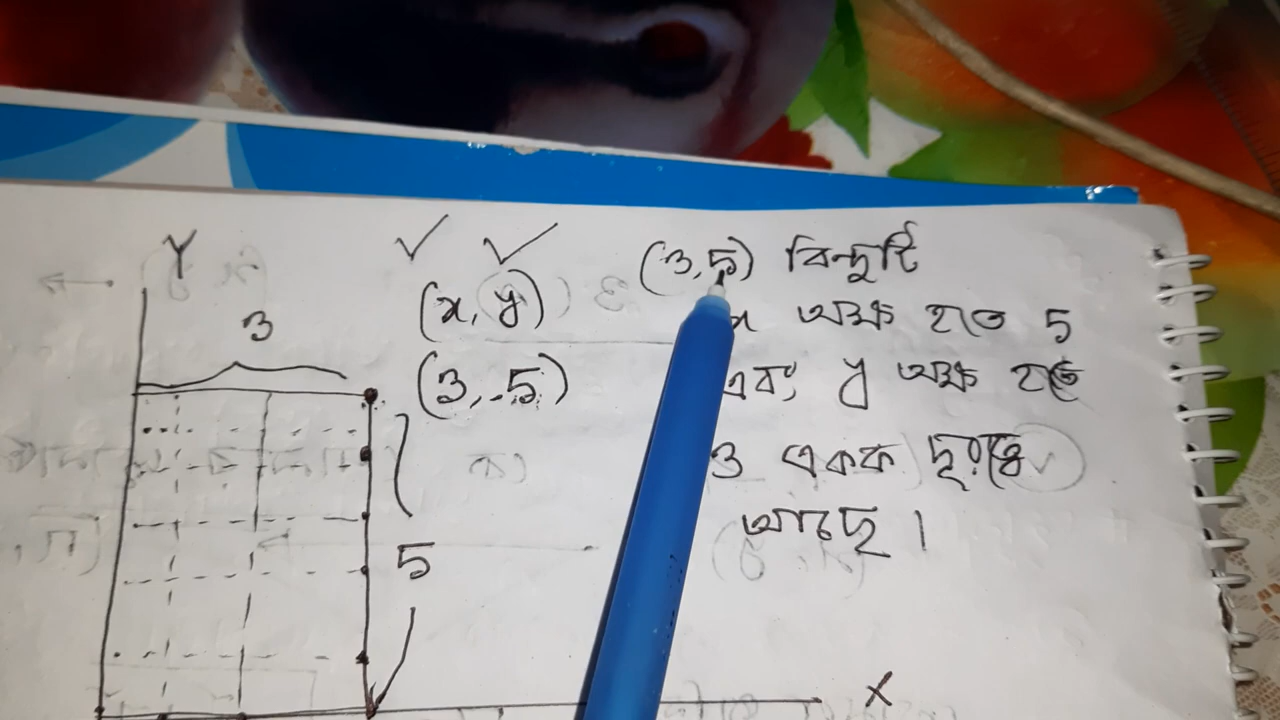 Y
3
(x, y)
(3, 5)
5
X
(3,5) বিন্দুটি
x অক্ষ হতে 5
এবং y অক্ষ হতে
3 একক দূরত্বে
আছে।